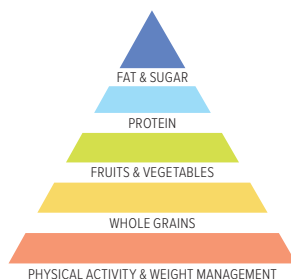 FAT & SUGAR
PROTEIN
FRUITS & VEGETABLES
WHOLE GRAINS
PHYSICAL ACTIVITY & WEIGHT MANAGEMENT